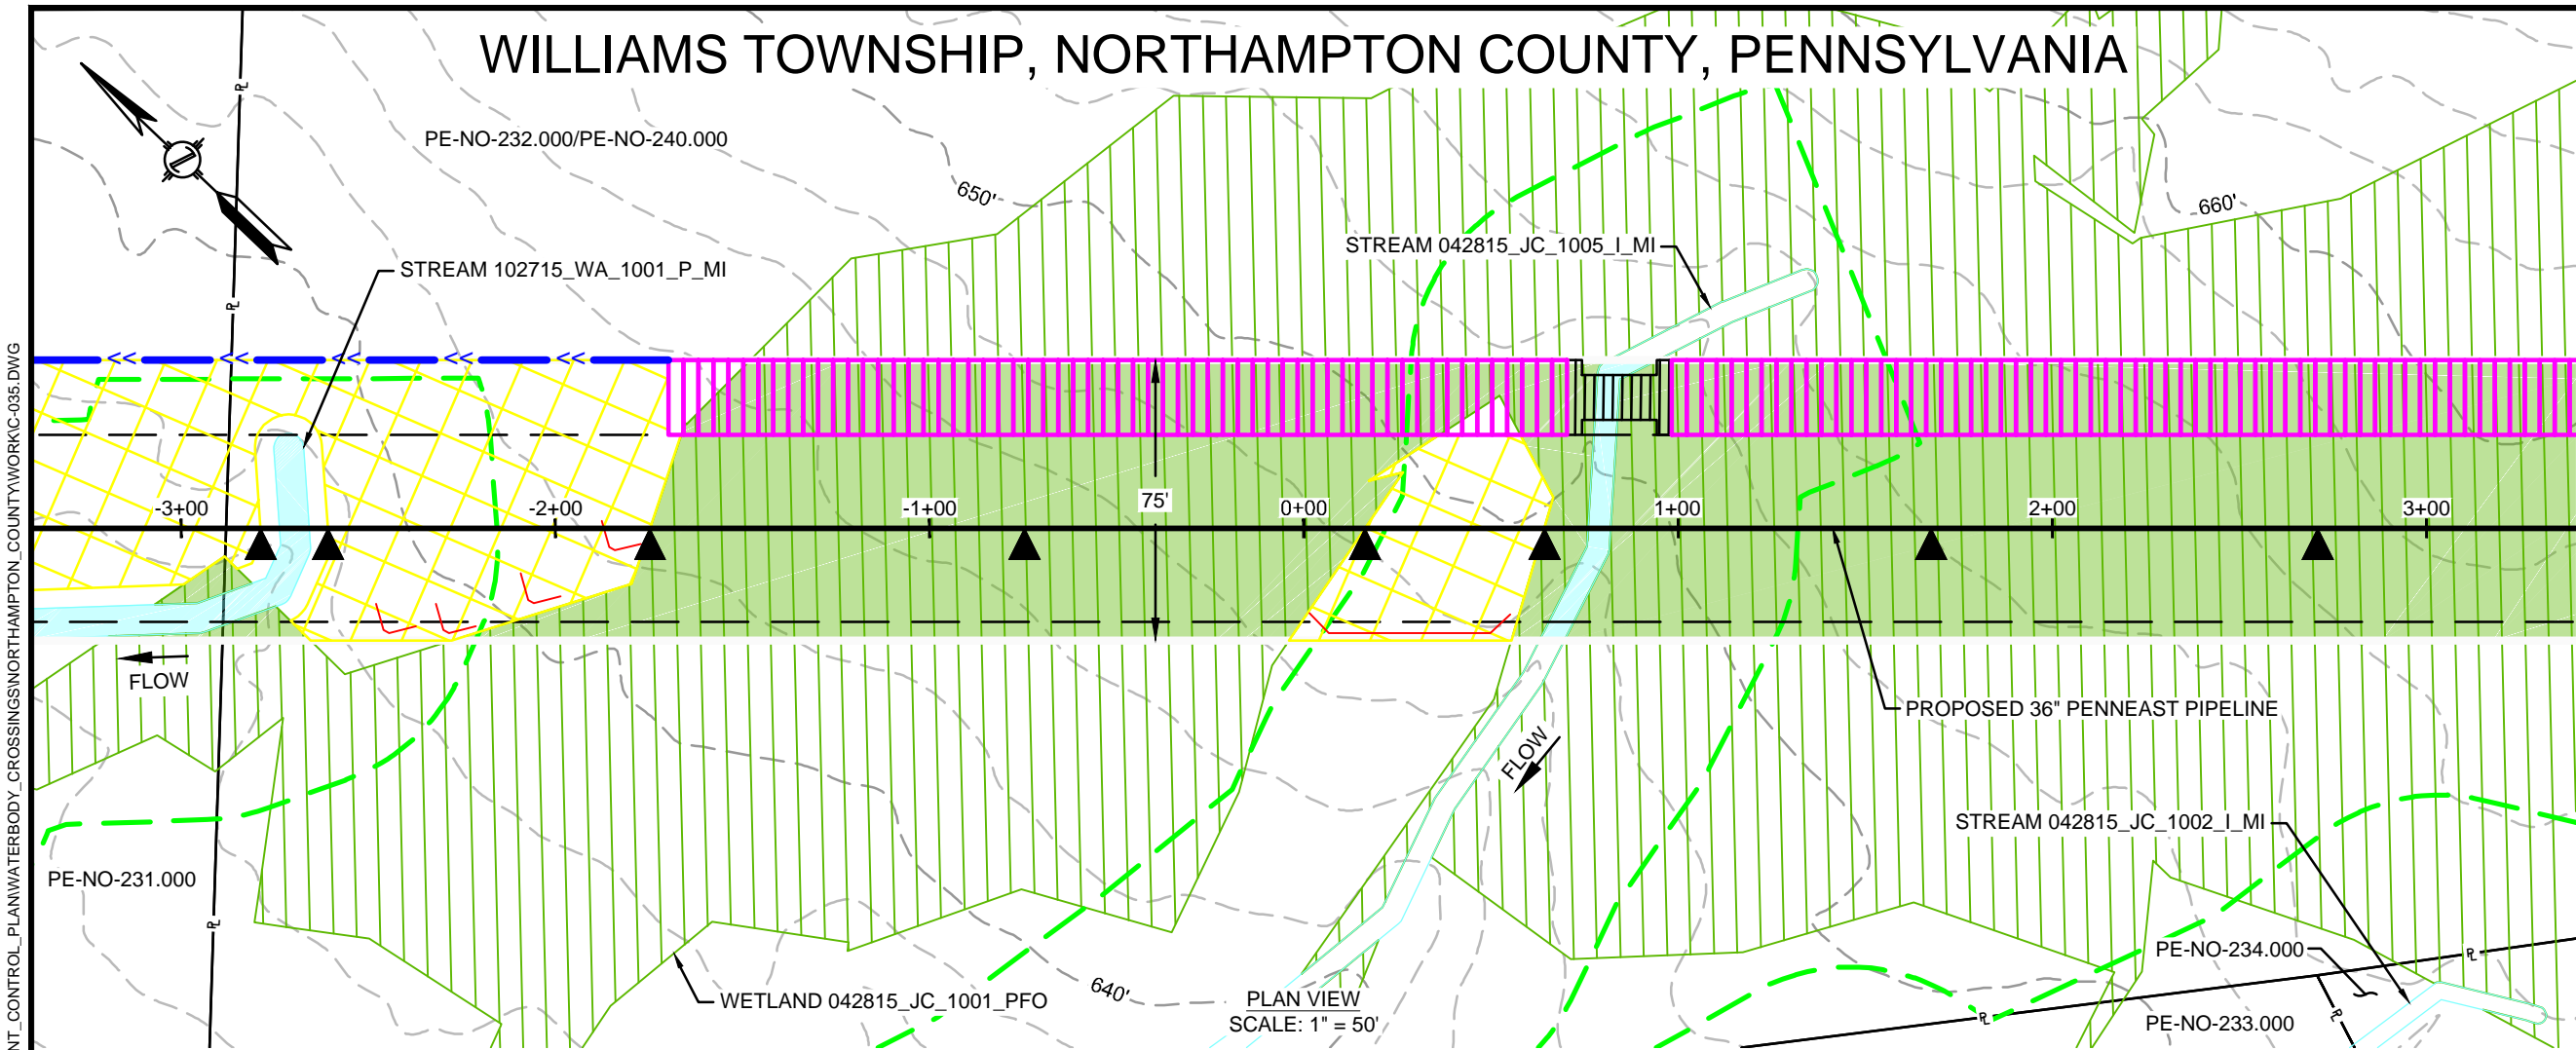 WILLIAMS TOWNSHIP, NORTHAMPTON COUNTY, PENNSYLVANIA
PE-NO-232.000/PE-NO-240.000
650'
660'
STREAM 042815_JC_1005_I_MI
STREAM 102715_WA_1001_P_MI
-3+00
-2+00
-1+00
75'
0+00
1+00
2+00
3+00
FLOW
PROPOSED 36" PENNEAST PIPELINE
FLOW
STREAM 042815_JC_1002_I_MI
PE-NO-231.000
PE-NO-234.000
WETLAND 042815_JC_1001_PFO
640'
PLAN VIEW
SCALE: 1" = 50'
PE-NO-233.000
NT_CONTROL_PLAN\WATERBODY_CROSSINGS\NORTHAMPTON_COUNTY\WORK\C-035.DWG